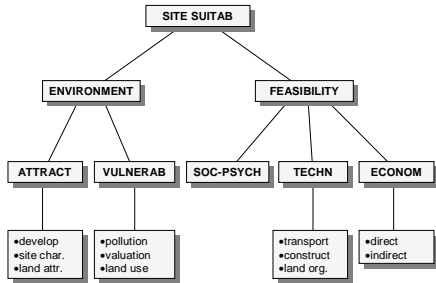 SITE SUITAB
ENVIRONMENT
FEASIBILITY
ATTRACT
VULNERAB
SOC-PSYCH
TECHN
ECONOM
•develop
•site char.
•land attr.
•pollution
•valuation
•land use
•transport
•construct
•land org.
•direct
•indirect